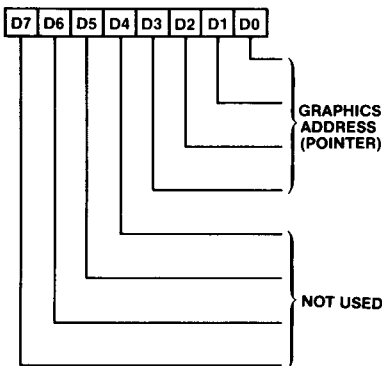 D7 D6 D5 D4 D3 D2 D1 D0
GRAPHICS
ADDRESS
(POINTER)
NOT USED